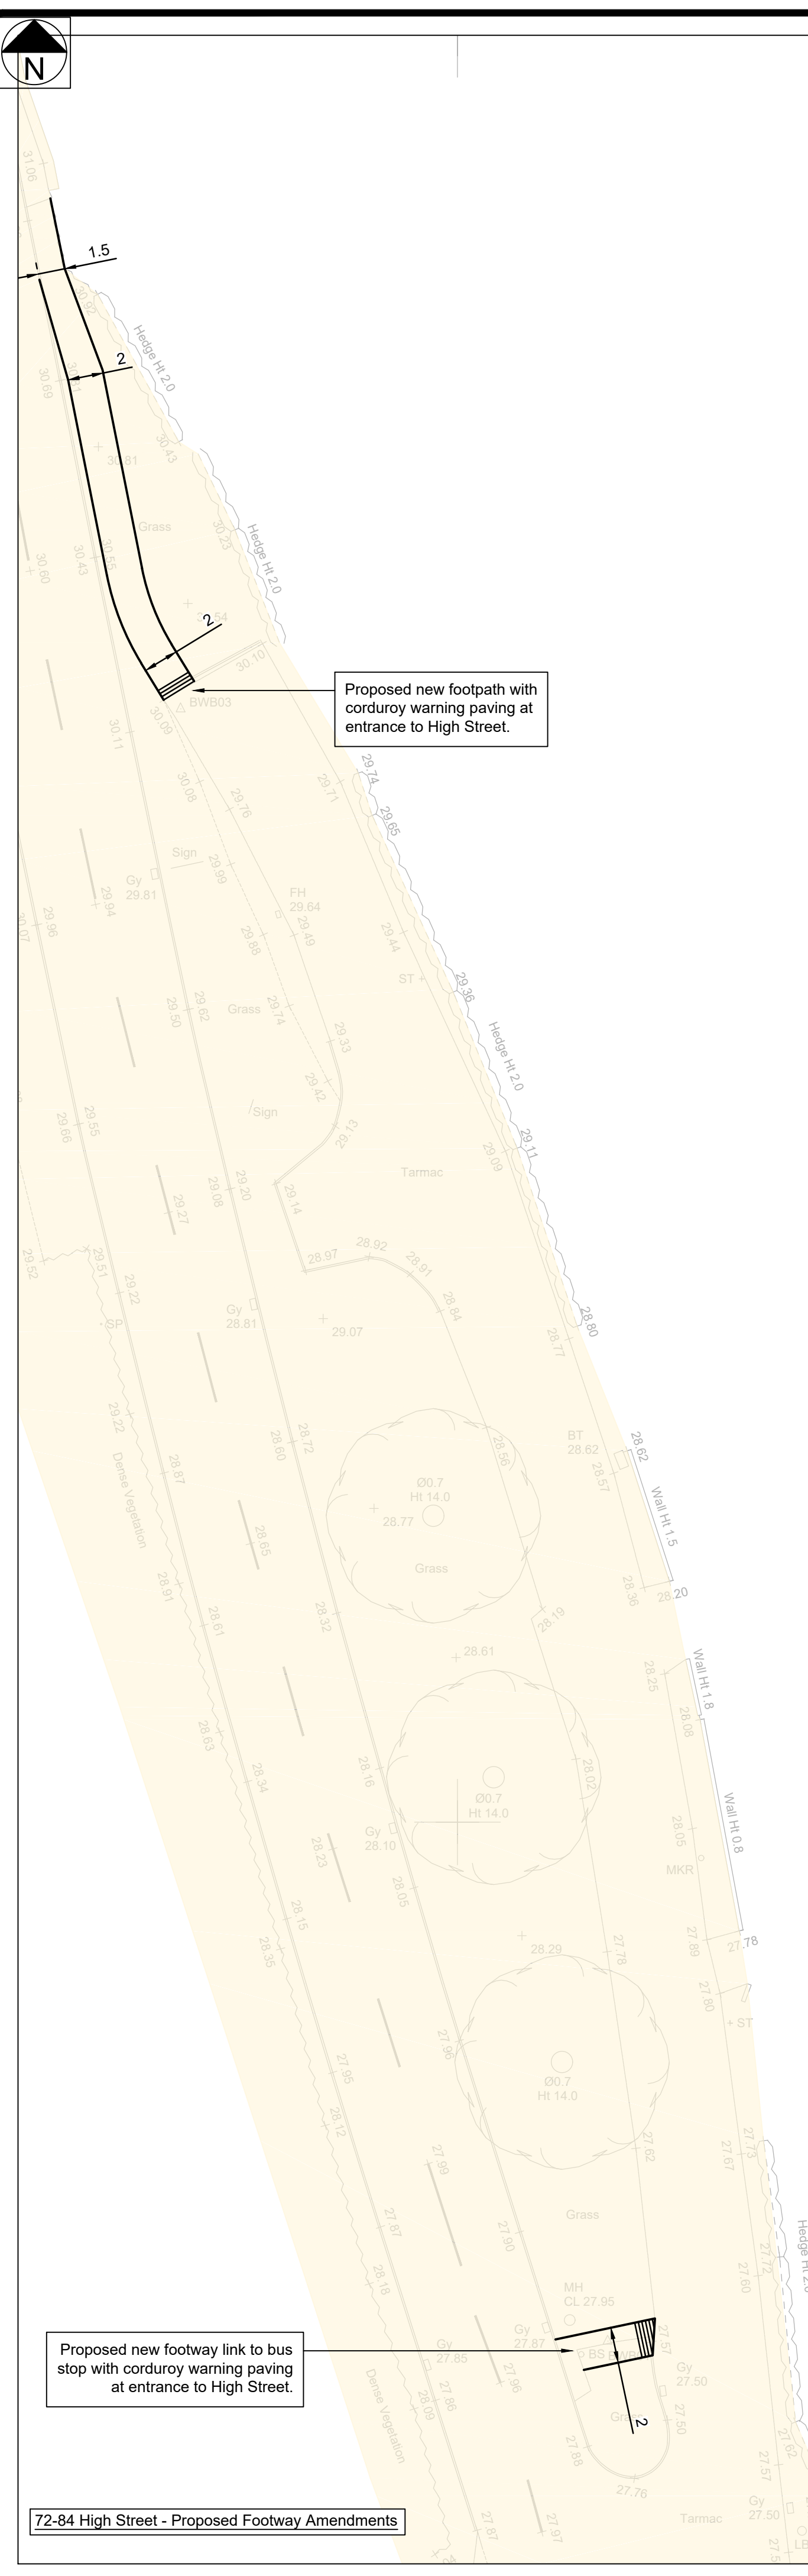 N
31.06
1.5
30.92
Hedge Ht 2.0
2
30.69
30.43
30.81
Grass
30.23
Hedge Ht 2.0
30.55
30.43
30.60
2
30.10
Proposed new footpath with
corduroy warning paving at
entrance to High Street.
BWB03
30.09
30.11
29.74
30.08
29.71
29.76
29.65
Sign
29.99
Gy
29.81
FH
29.64
29.94
29.96
29.49
29.88
29.44
ST
29.36
29.62
29.50
Grass
29.74
29.33
Hedge Ht 2.0
29.42
Sign
29.55
29.66
29.13
29.11
29.09
Tarmac
29.20
29.08
29.27
29.14
28.97
28.92
28.91
29.52
29.51
29.22
28.84
Gy
28.81
SP
29.07
28.80
28.77
29.22
28.72
28.60
28.56
BT
28.62
28.62
28.57
28.87
Dense Vegetation
Ø0.7
Ht 14.0
28.77
Wall Ht 1.5
28.65
Grass
28.91
28.61
28.32
28.19
28.36
28.20
28.61
28.25
Wall Ht 1.8
28.08
28.63
28.34
28.16
28.02
Ø0.7
Ht 14.0
Wall Ht 0.8
Gy
28.10
28.05
28.23
MKR
28.05
28.15
28.35
28.29
27.78
27.89
27.78
27.80
ST
27.96
27.95
Ø0.7
Ht 14.0
28.12
27.99
27.62
27.73
27.67
27.87
27.90
Grass
28.18
27.72
27.60
MH
CL 27.95
Gy
27.87
27.57
Proposed new footway link to bus
stop with corduroy warning paving
at entrance to High Street.
Gy
27.85
BS
27.96
Gy
27.50
27.86
28.09
Dense Vegetation
2
27.50
27.88
27.62
27.57
27.76
72-84 High Street - Proposed Footway Amendments
27.87
27.97
Tarmac
Gy
27.50
LB